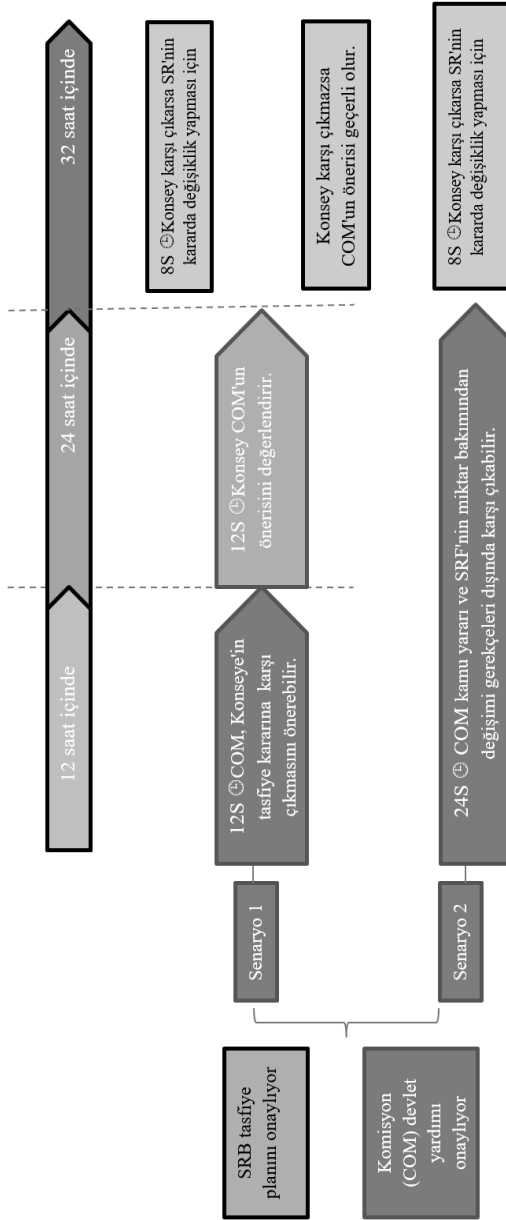 12 saat içinde
24 saat içinde
32 saat içinde
SRB tasfiye
planını onaylıyor
Komisyon
(COM) devlet
yardımı
onaylıyor
Senaryo 1
12S 🕒COM, Konseye'in
tasfiye kararına karşı
çıkmasını önerebilir.
12S 🕒Konsey COM'un
önerisini değerlendirir.
8S 🕒Konsey karşı çıkarsa SR'nin
kararda değişiklik yapması için
Konsey karşı çıkmazsa
COM'un önerisi geçerli olur.
Senaryo 2
24S 🕒 COM kamu yararı ve SRF'nin miktar bakımından
değişimi gerekçeleri dışında karşı çıkabilir.
8S 🕒Konsey karşı çıkarsa SR'nin
kararda değişiklik yapması için